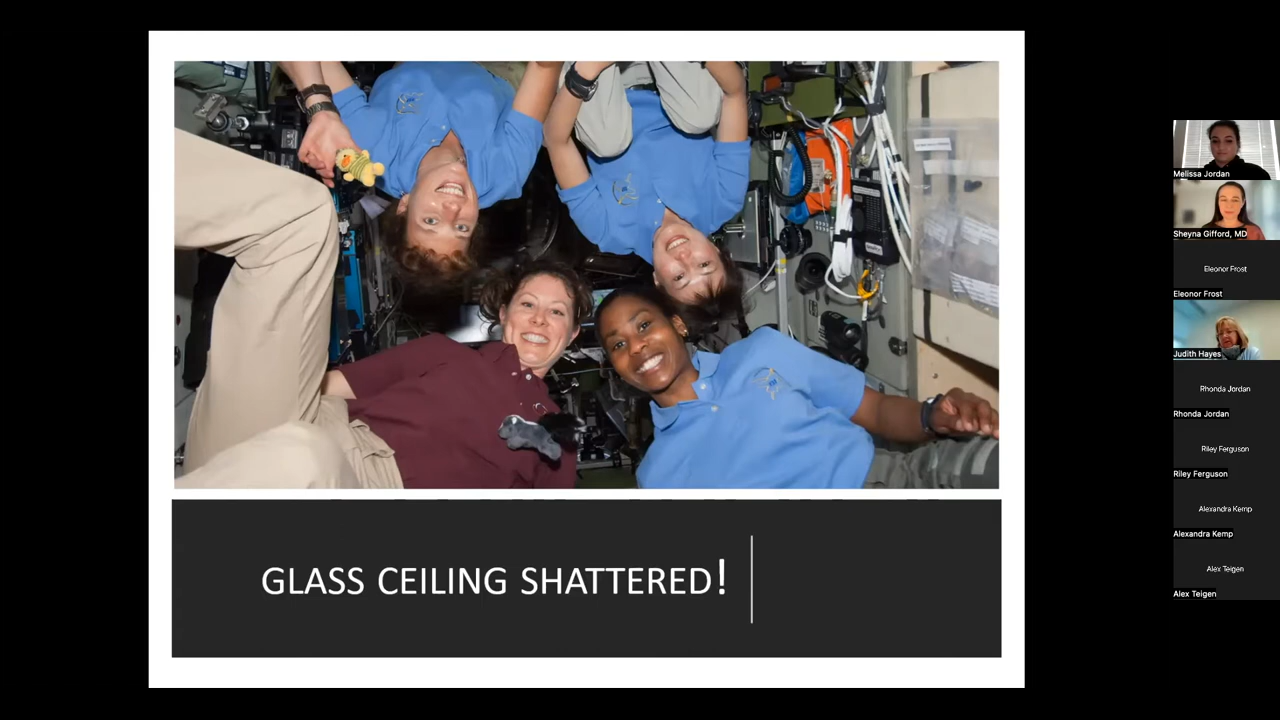 GLASS CEILING SHATTERED!
Melissa Jordan
Sheyna Gifford, MD
Eleonor Frost
Eleonor Frost
Judith Hayes
Rhonda Jordan
Rhonda Jordan
Riley Ferguson
Riley Ferguson
Alexandra Kemp
Alexandra Kemp
Alex Teigen
Alex Teigen